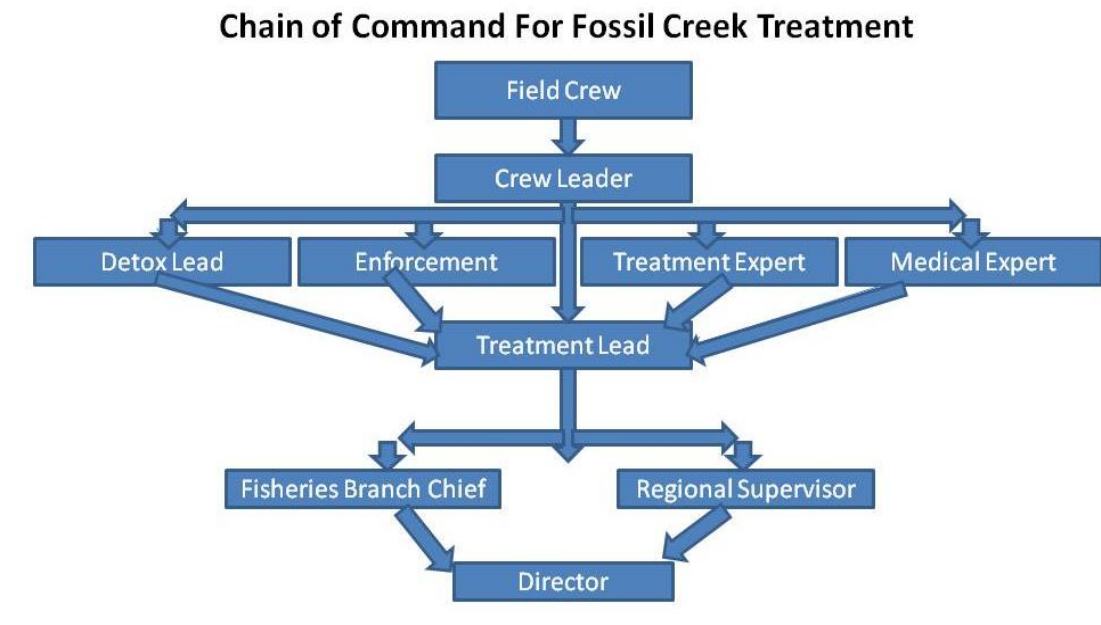 Chain of Command For Fossil Creek Treatment
Field Crew
Crew Leader
Detox Lead
Enforcement
Treatment Expert
Medical Expert
Treatment Lead
Fisheries Branch Chief
Regional Supervisor
Director